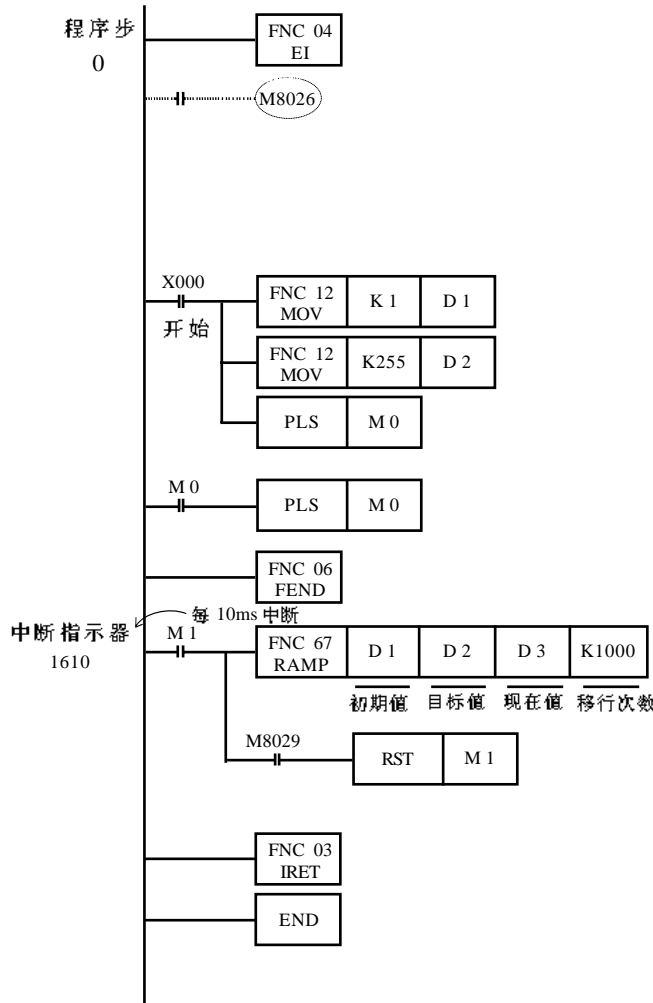 程序步
0
FNC 04
EI
M8026
X000
开始
FNC 12
MOV
K 1
D 1
FNC 12
MOV
K255
D 2
PLS
M 0
M 0
PLS
M 0
FNC 06
FEND
每 10ms 中断
中断指示器
1610
M 1
FNC 67
RAMP
D 1
D 2
D 3
K1000
初期值
目标值
现在值
移行次数
M8029
RST
M 1
FNC 03
IRET
END